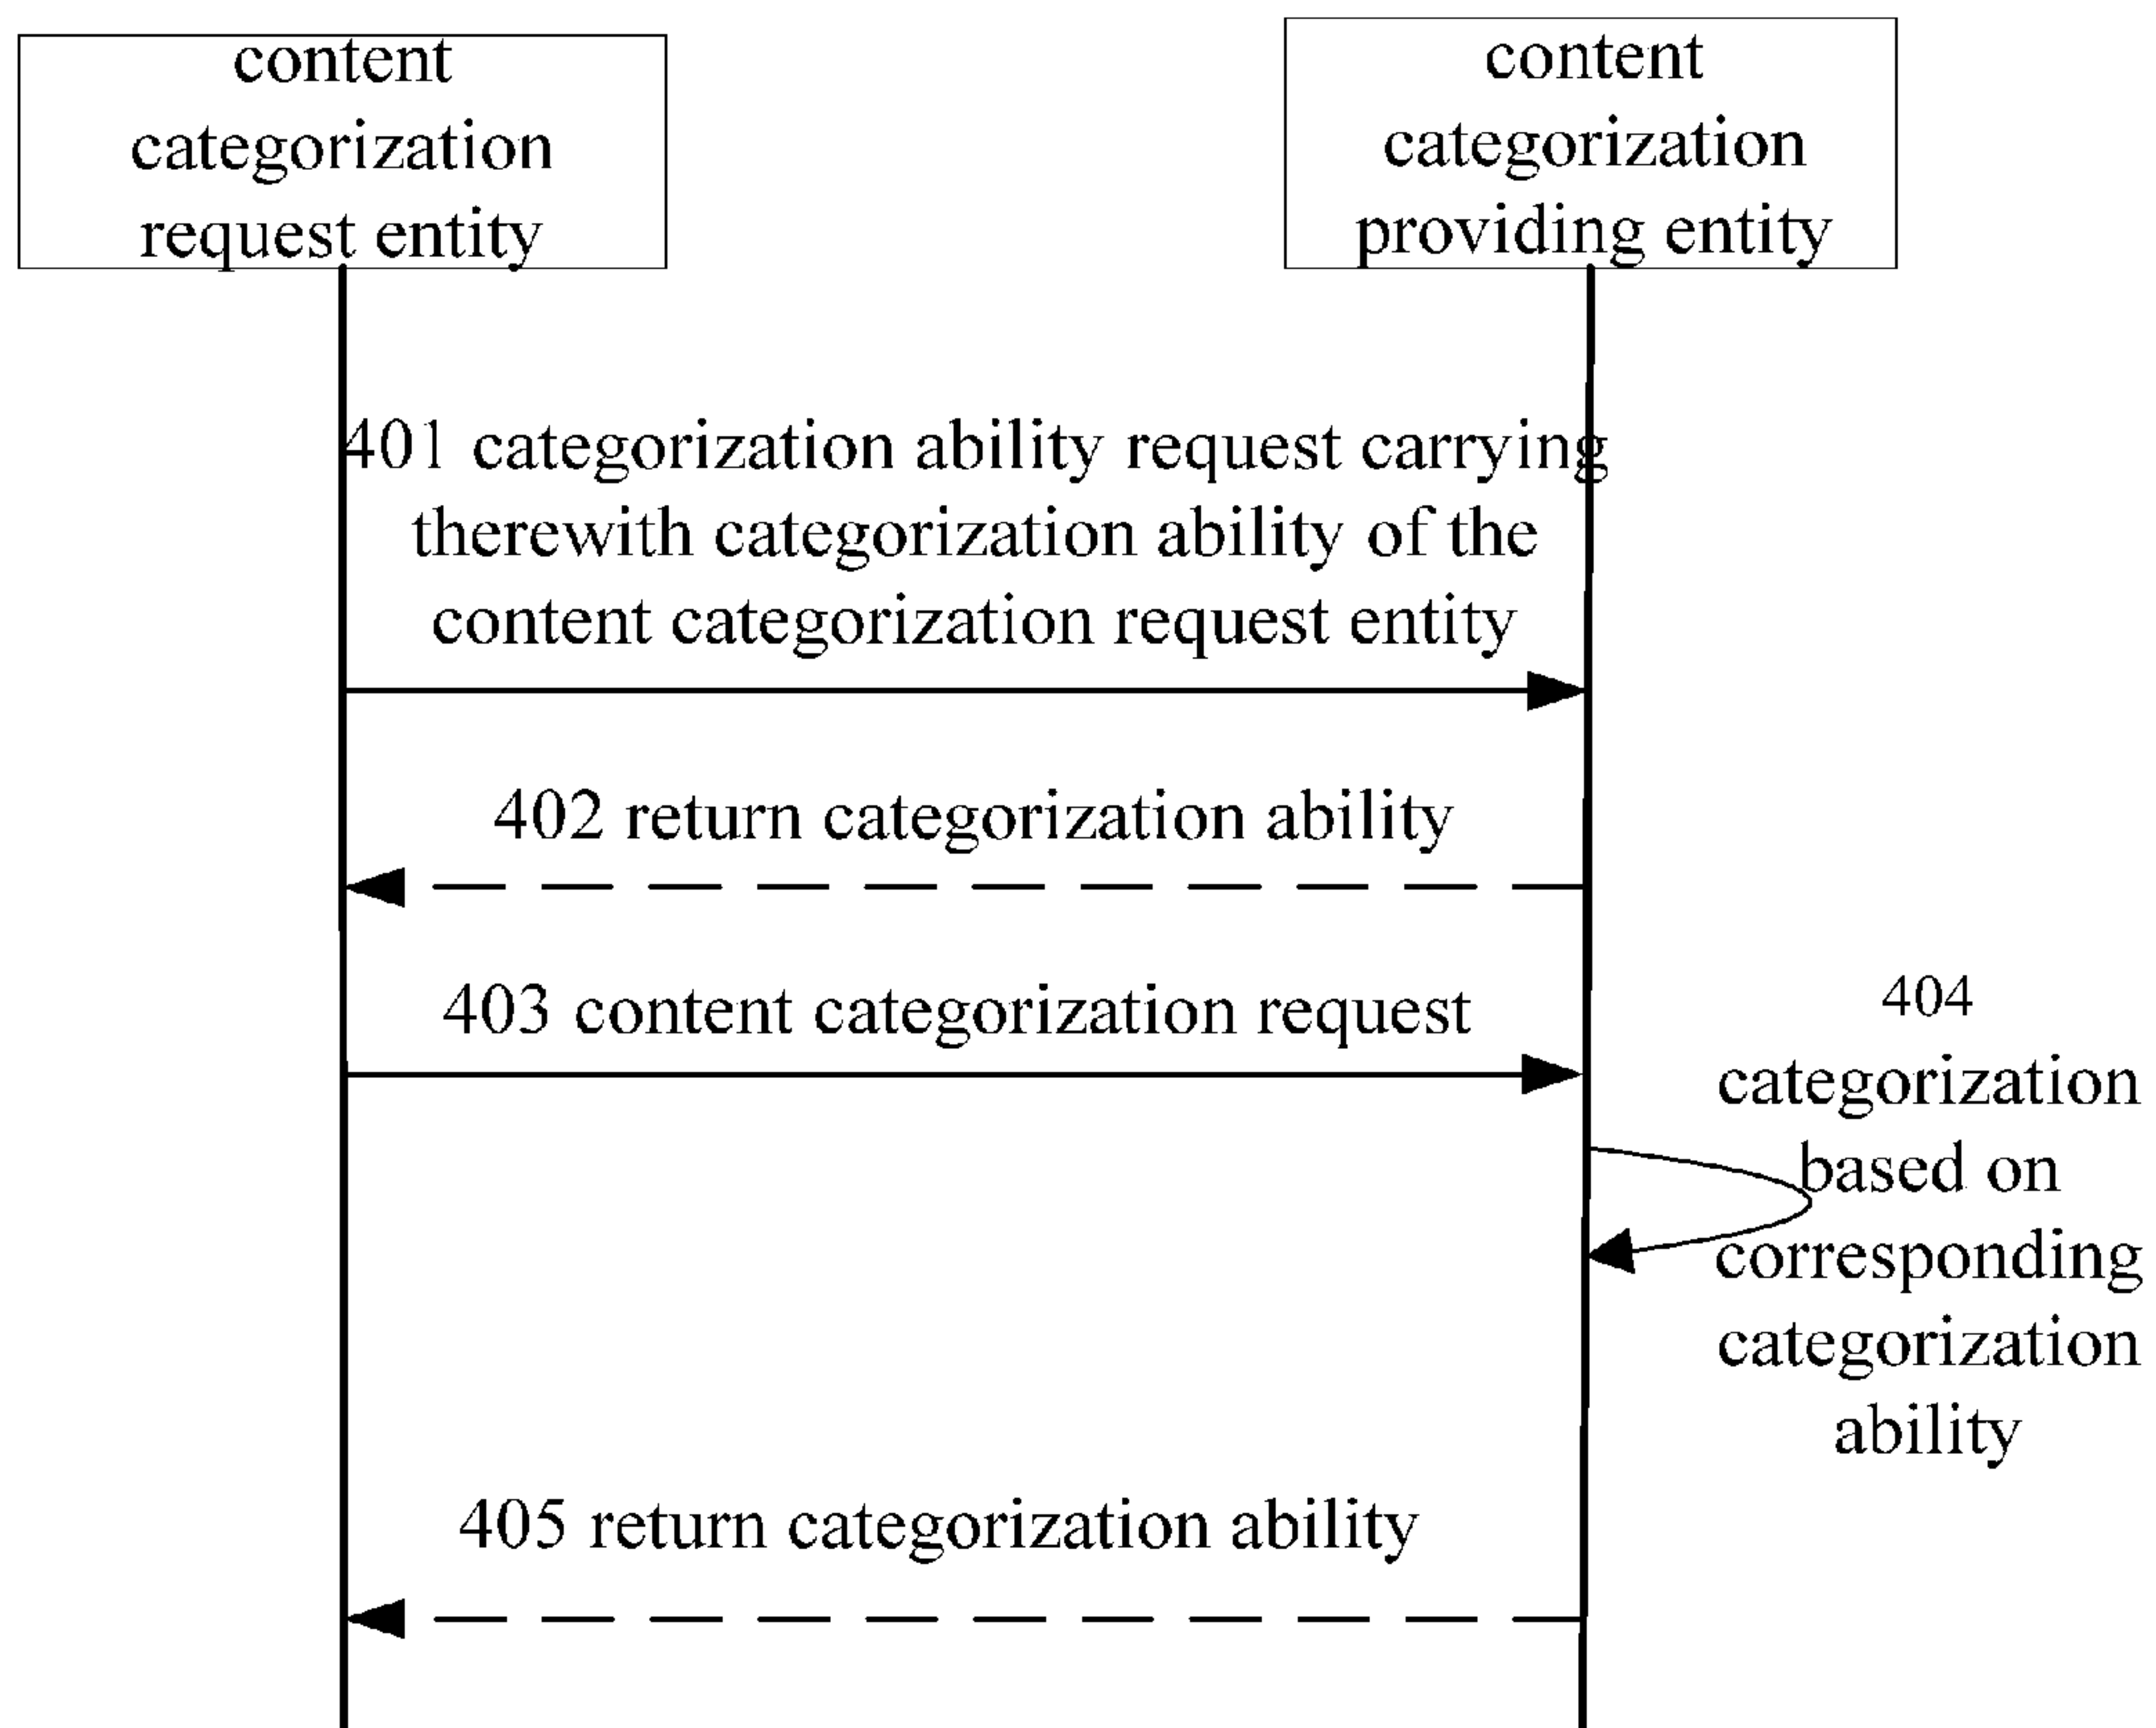 content
categorization
request entity
content
categorization
providing entity
401 categorization ability request carrying
therewith categorization ability of the
content categorization request entity
402 return categorization ability
403 content categorization request
404
categorization
based on
corresponding
categorization
ability
405 return categorization ability